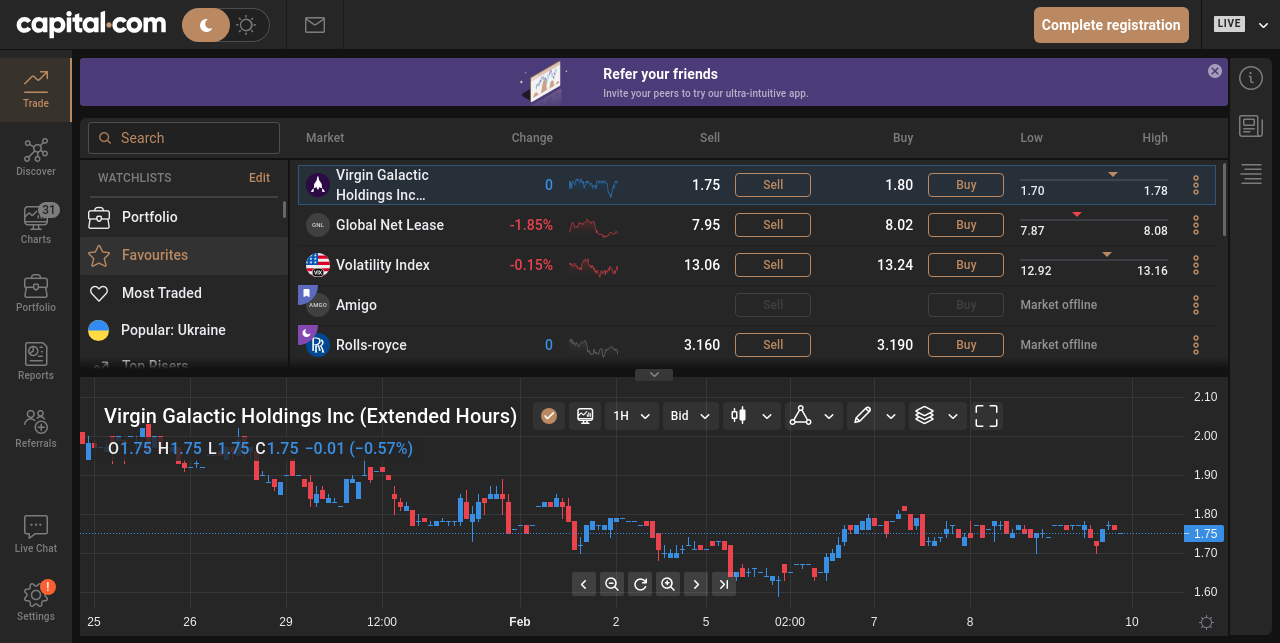 capital.com
Complete registration
LIVE
Trade
Discover
31
Charts
Portfolio
Reports
Referrals
Live Chat
!
Settings
Refer your friends
Invite your peers to try our ultra-intuitive app.
Search
WATCHLISTS Edit
Portfolio
Favourites
Most Traded
Popular: Ukraine
Top Risers
Market Change Sell Buy Low High
Virgin Galactic
Holdings Inc... 0 1.75 Sell 1.80 Buy 1.70 1.78
GNL Global Net Lease -1.85% 7.95 Sell 8.02 Buy 7.87 8.08
VIX Volatility Index -0.15% 13.06 Sell 13.24 Buy 12.92 13.16
AMGO Amigo Sell Buy Market offline
Rolls-royce 0 3.160 Sell 3.190 Buy Market offline
Virgin Galactic Holdings Inc (Extended Hours) 1H Bid
O1.75 H1.75 L1.75 C1.75 −0.01 (−0.57%)
2.10
2.00
1.90
1.80
1.75
1.70
1.60
25 26 29 12:00 Feb 2 5 02:00 7 8 10